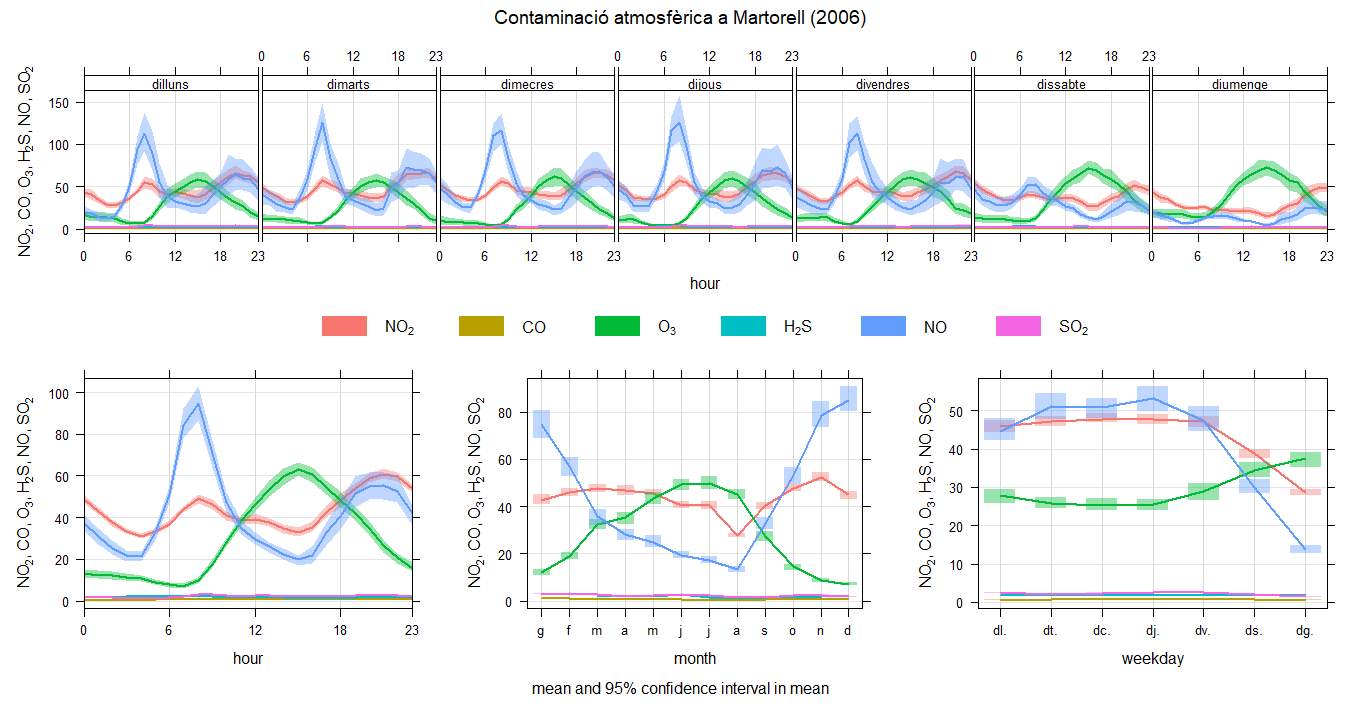 Contaminació atmosfèrica a Martorell (2006)
0 6 12 18 23 0 6 12 18 23 0 6 12 18 23
dilluns dimarts dimecres dijous divendres dissabte diumenge
NO₂, CO, O₃, H₂S, NO, SO₂
150
100
50
0
0 6 12 18 23 0 6 12 18 23 0 6 12 18 23 0 6 12 18 23
hour
NO₂ CO O₃ H₂S NO SO₂
NO₂, CO, O₃, H₂S, NO, SO₂
100
80
60
40
20
0
0 6 12 18 23
hour
NO₂, CO, O₃, H₂S, NO, SO₂
80
60
40
20
0
g f m a m j j a s o n d
month
NO₂, CO, O₃, H₂S, NO, SO₂
50
40
30
20
10
0
dl. dt. dc. dj. dv. ds. dg.
weekday
mean and 95% confidence interval in mean